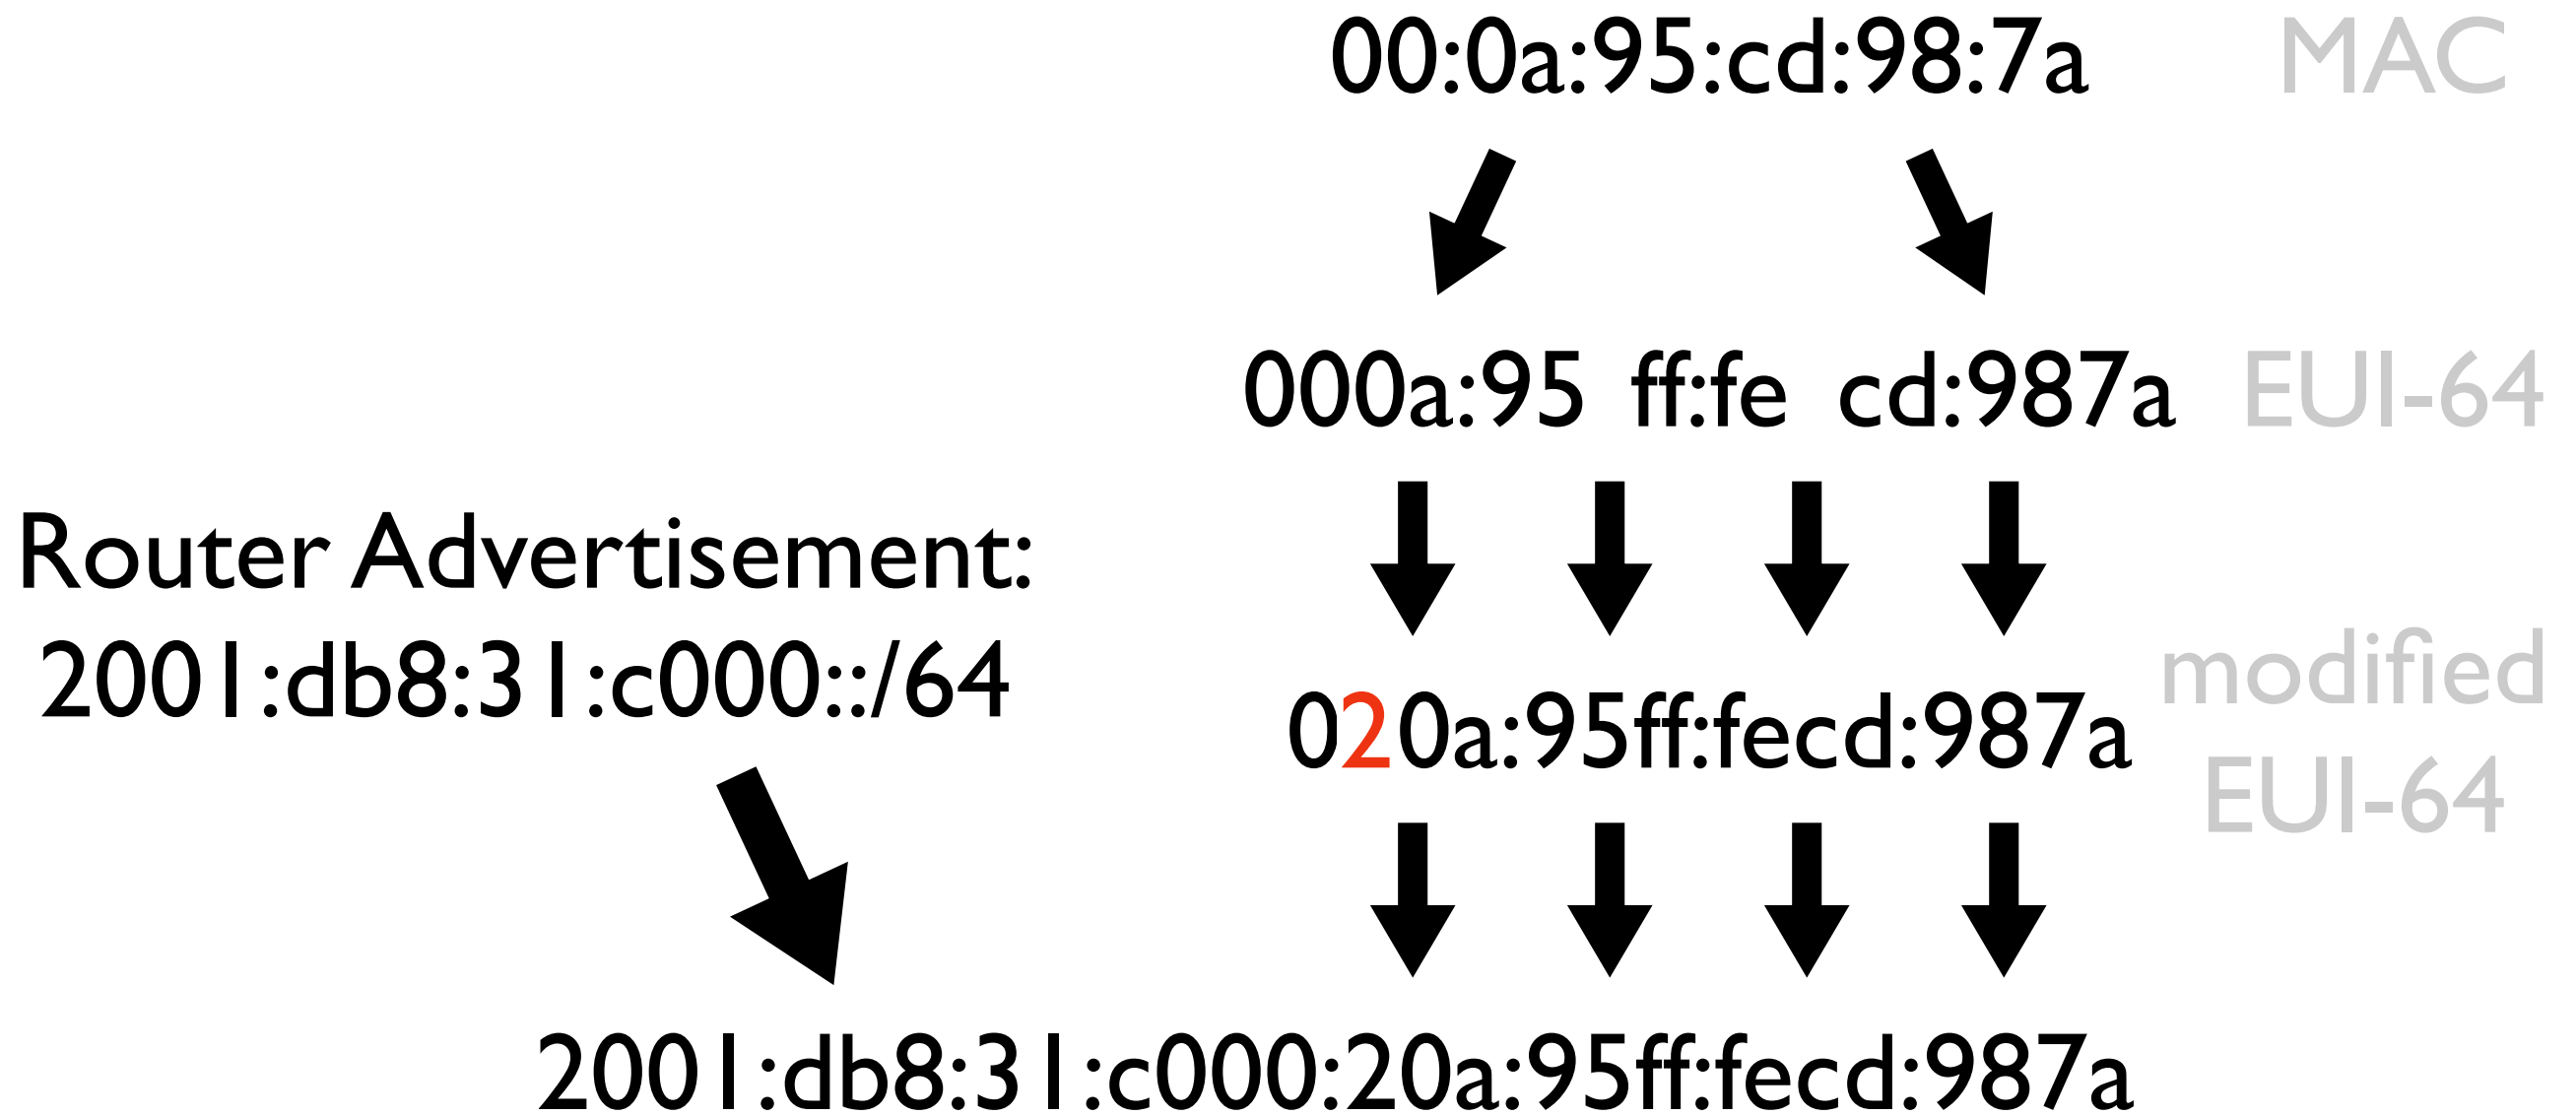 00:0a:95:cd:98:7a MAC
000a:95 ff:fe cd:987a EUI-64
Router Advertisement:
2001:db8:31:c000::/64
020a:95ff:fecd:987a
modified
EUI-64
2001:db8:31:c000:20a:95ff:fecd:987a